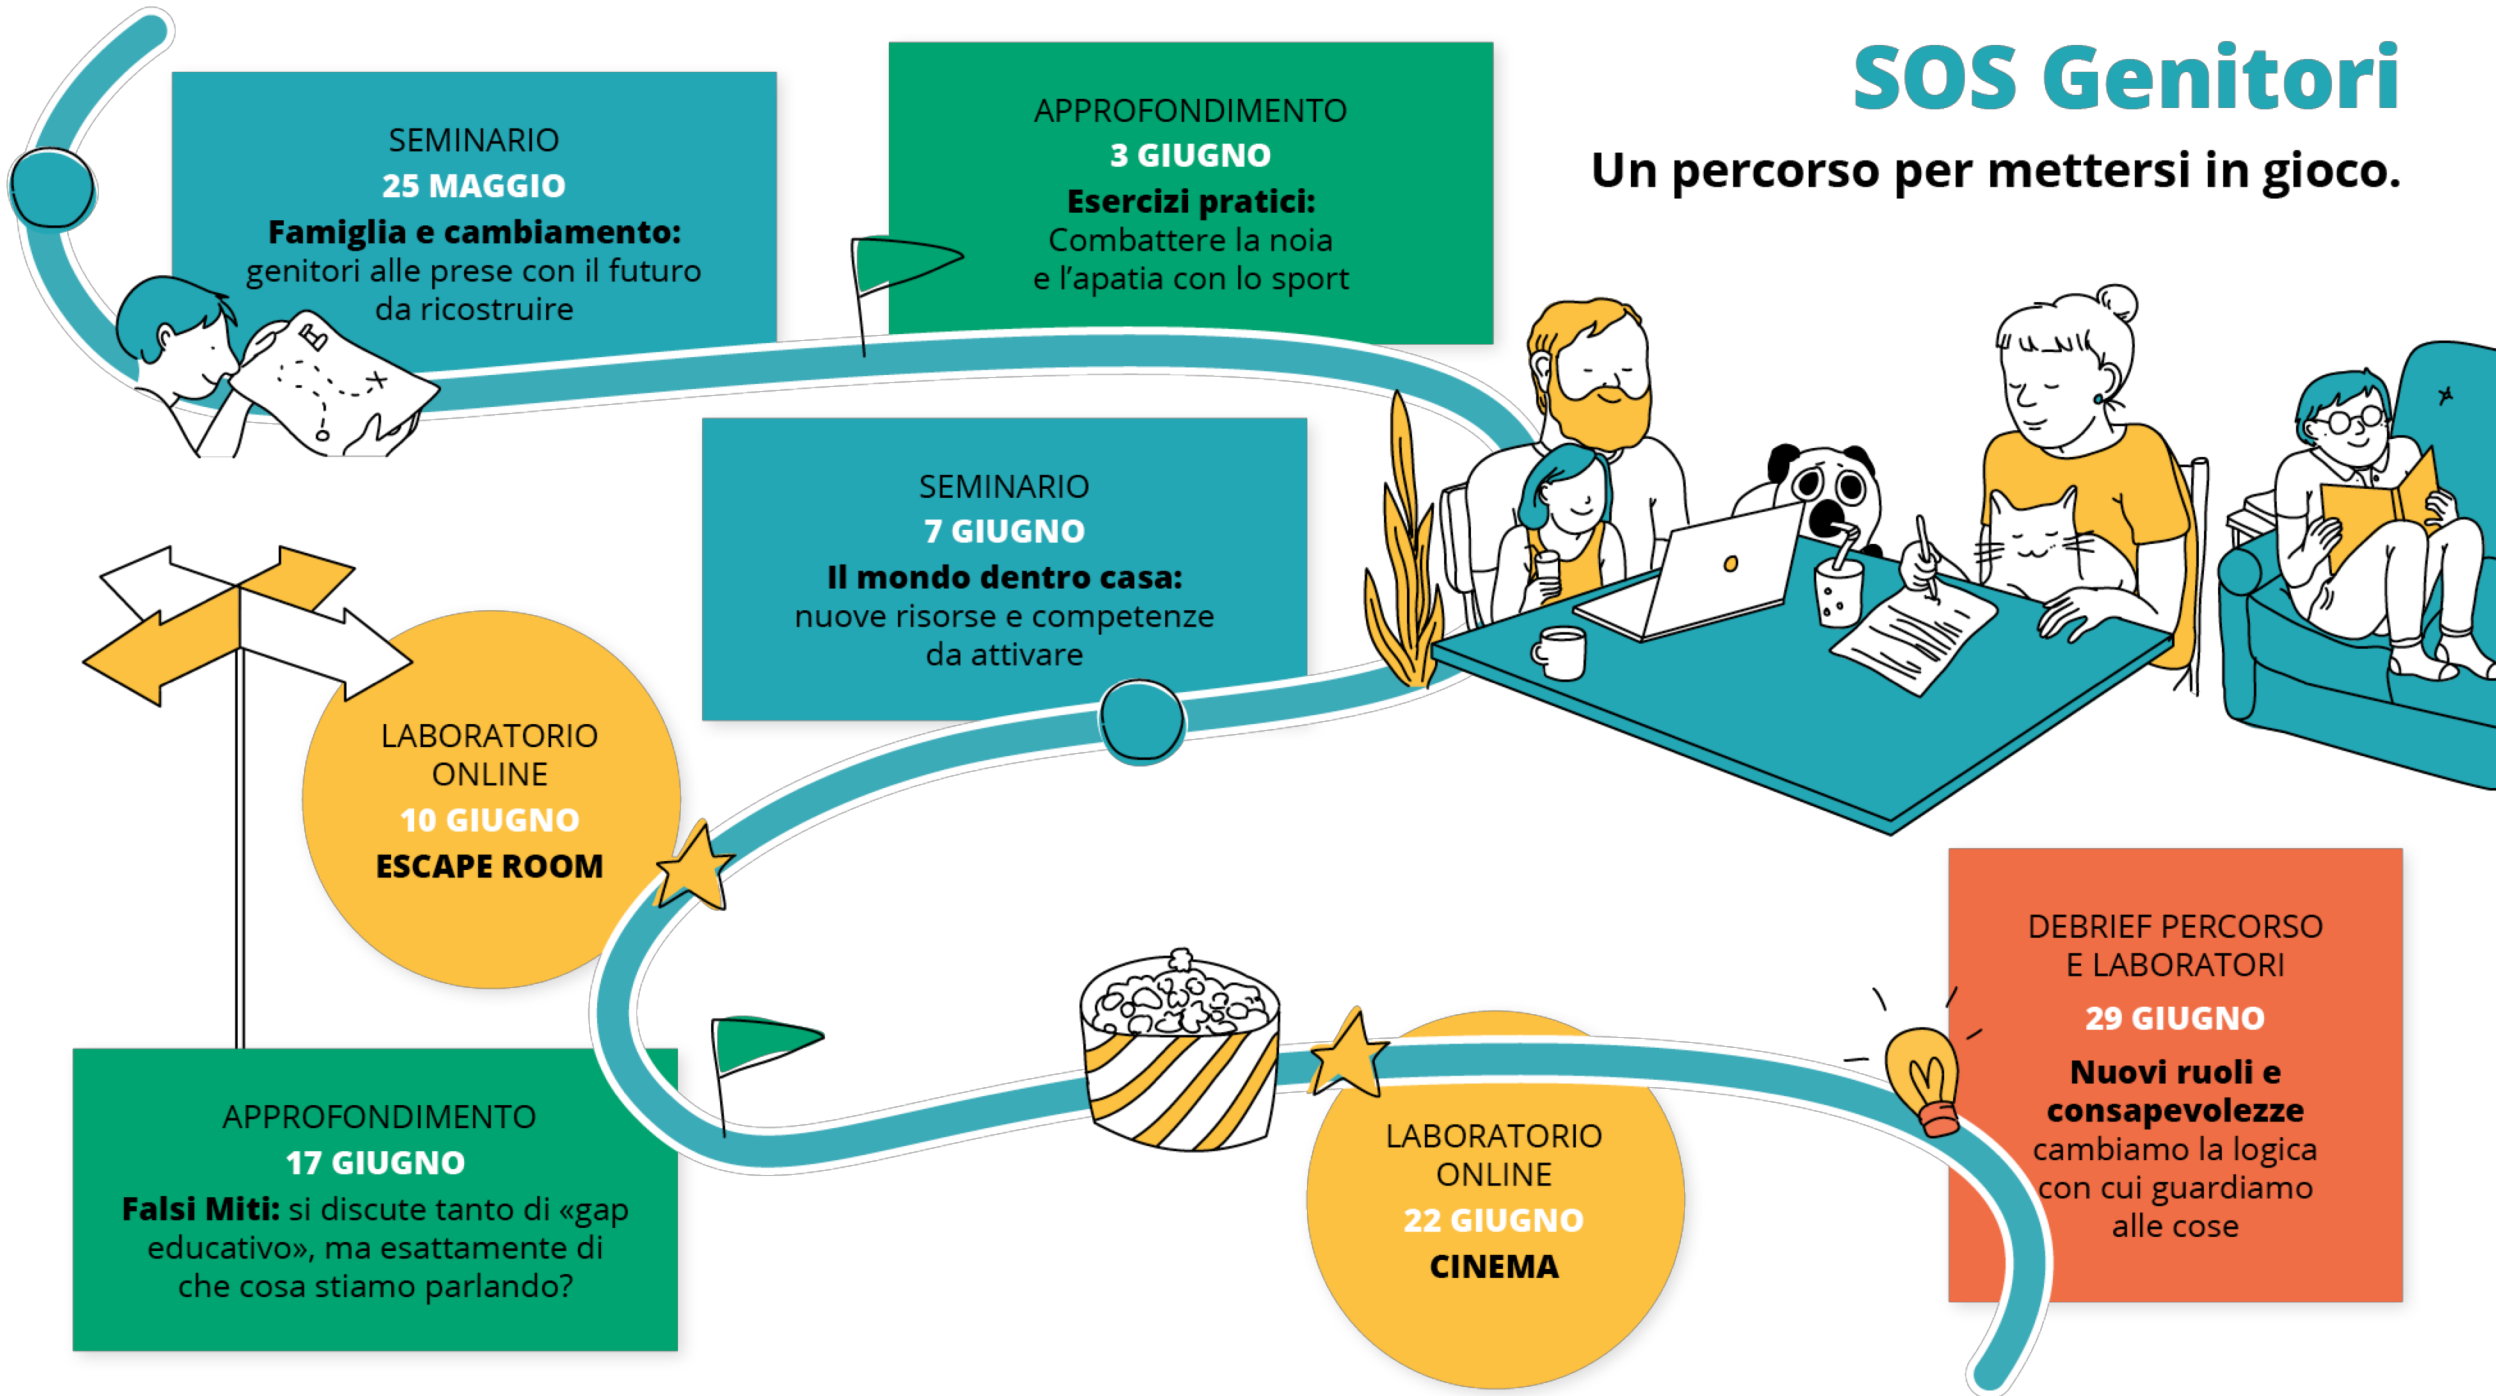 SOS Genitori
Un percorso per mettersi in gioco.
SEMINARIO
25 MAGGIO
Famiglia e cambiamento:
genitori alle prese con il futuro
da ricostruire
APPROFONDIMENTO
3 GIUGNO
Esercizi pratici:
Combattere la noia
e l'apatia con lo sport
SEMINARIO
7 GIUGNO
Il mondo dentro casa:
nuove risorse e competenze
da attivare
LABORATORIO
ONLINE
10 GIUGNO
ESCAPE ROOM
APPROFONDIMENTO
17 GIUGNO
Falsi Miti: si discute tanto di «gap
educativo», ma esattamente di
che cosa stiamo parlando?
LABORATORIO
ONLINE
22 GIUGNO
CINEMA
DEBRIEF PERCORSO
E LABORATORI
29 GIUGNO
Nuovi ruoli e
consapevolezze
cambiamo la logica
con cui guardiamo
alle cose